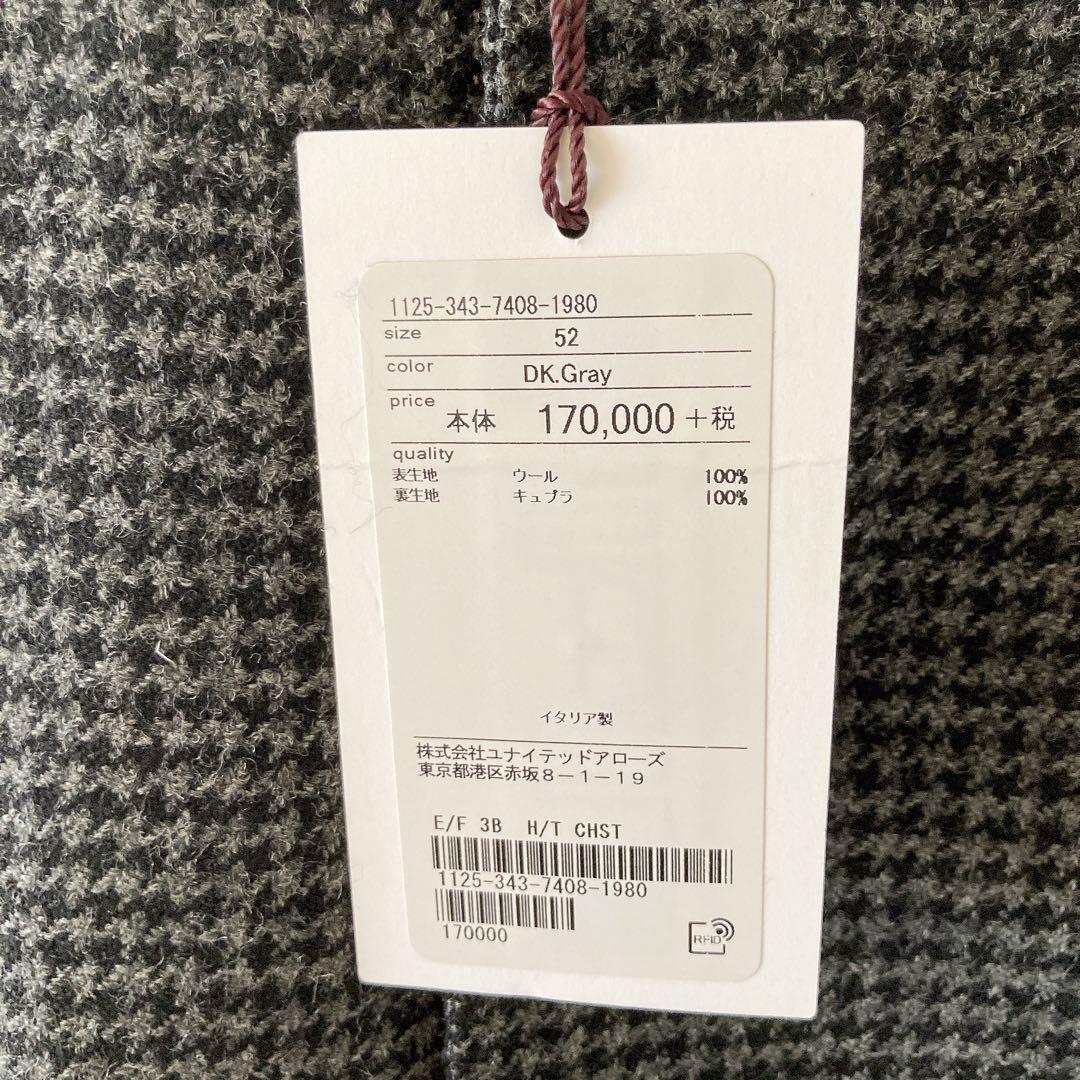 1125-343-7408-1980
size 52
color DK.Gray
price 本体 170,000 +税
quality
表生地 ウール 100%
裏生地 キュプラ 100%
イタリア製
株式会社ユナイテッドアローズ
東京都港区赤坂8-1-19
E/F 3B H/T CHST
1125-343-7408-1980
170000
RFID